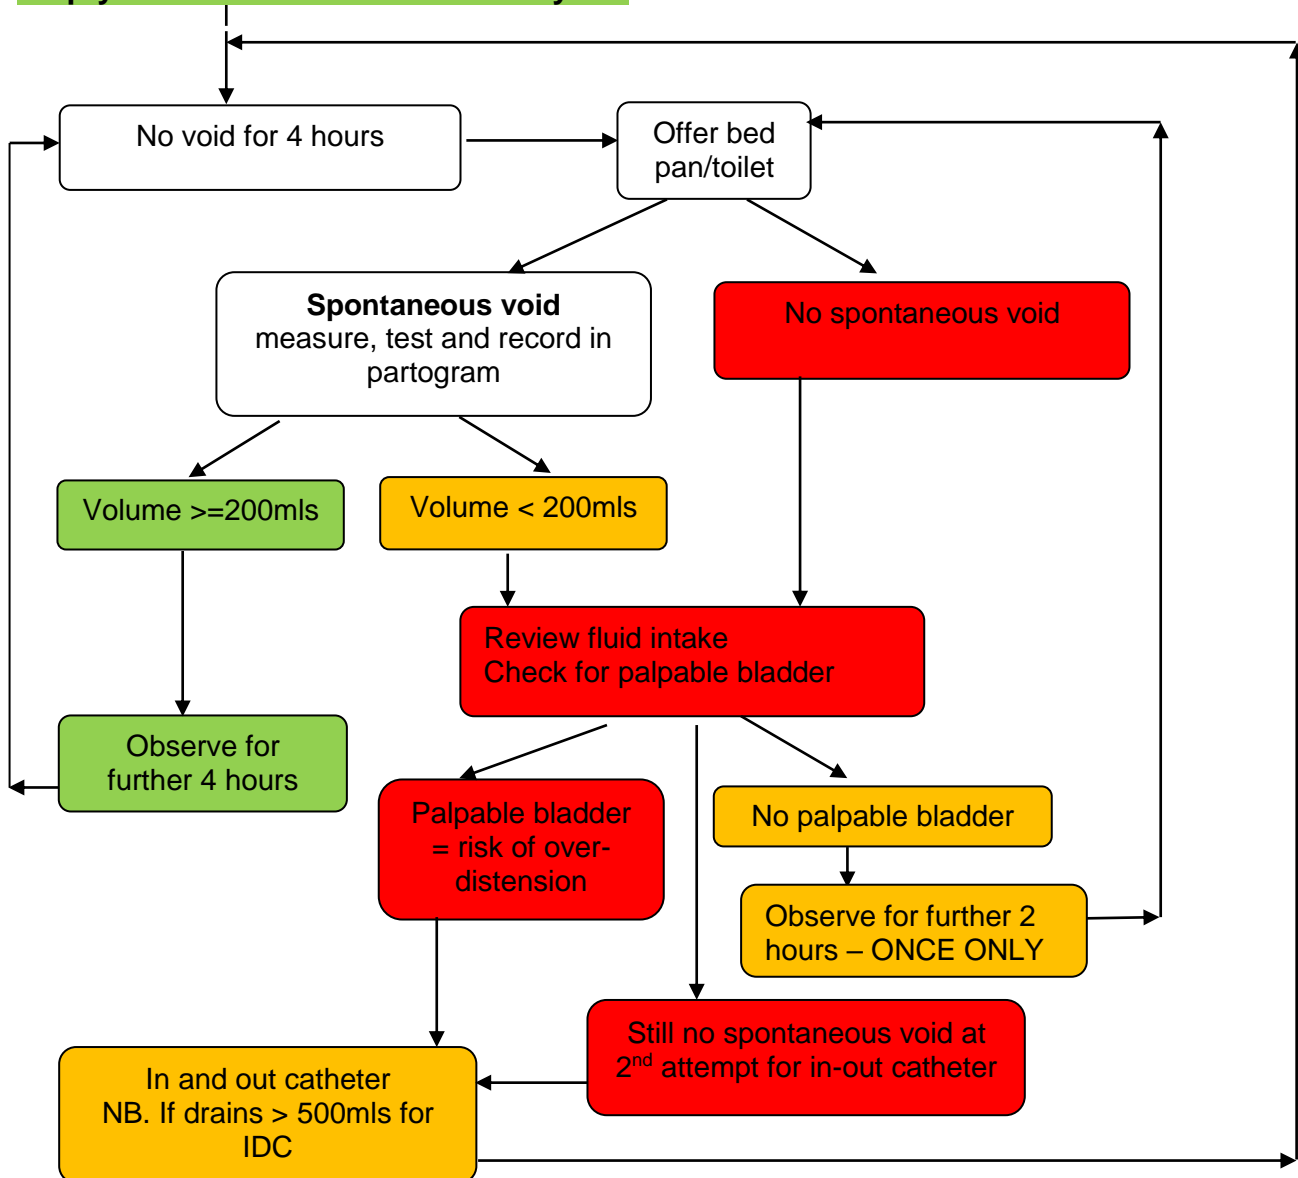 No void for 4 hours
Offer bed
pan/toilet
Spontaneous void
measure, test and record in
partogram
No spontaneous void
Volume >=200mls
Volume < 200mls
Review fluid intake
Check for palpable bladder
Observe for
further 4 hours
Palpable bladder
= risk of over-
distension
No palpable bladder
Observe for further 2
hours – ONCE ONLY
Still no spontaneous void at
2nd attempt for in-out catheter
In and out catheter
NB. If drains > 500mls for
IDC